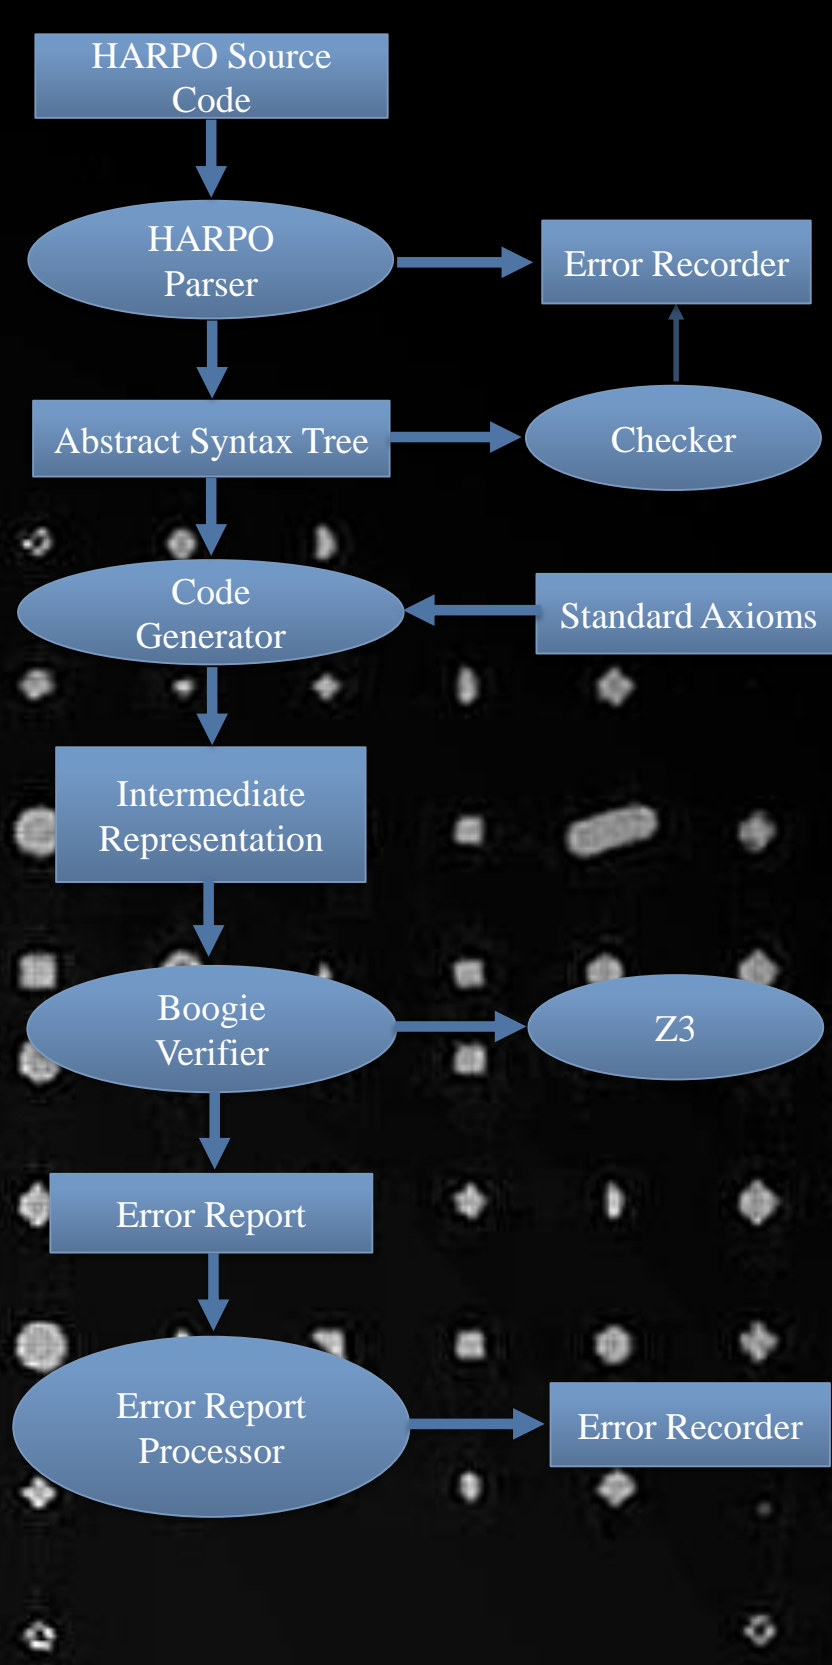 HARPO Source
Code
HARPO
Parser
Error Recorder
Abstract Syntax Tree
Checker
Code
Generator
Standard Axioms
Intermediate
Representation
Boogie
Verifier
Z3
Error Report
Error Report
Processor
Error Recorder